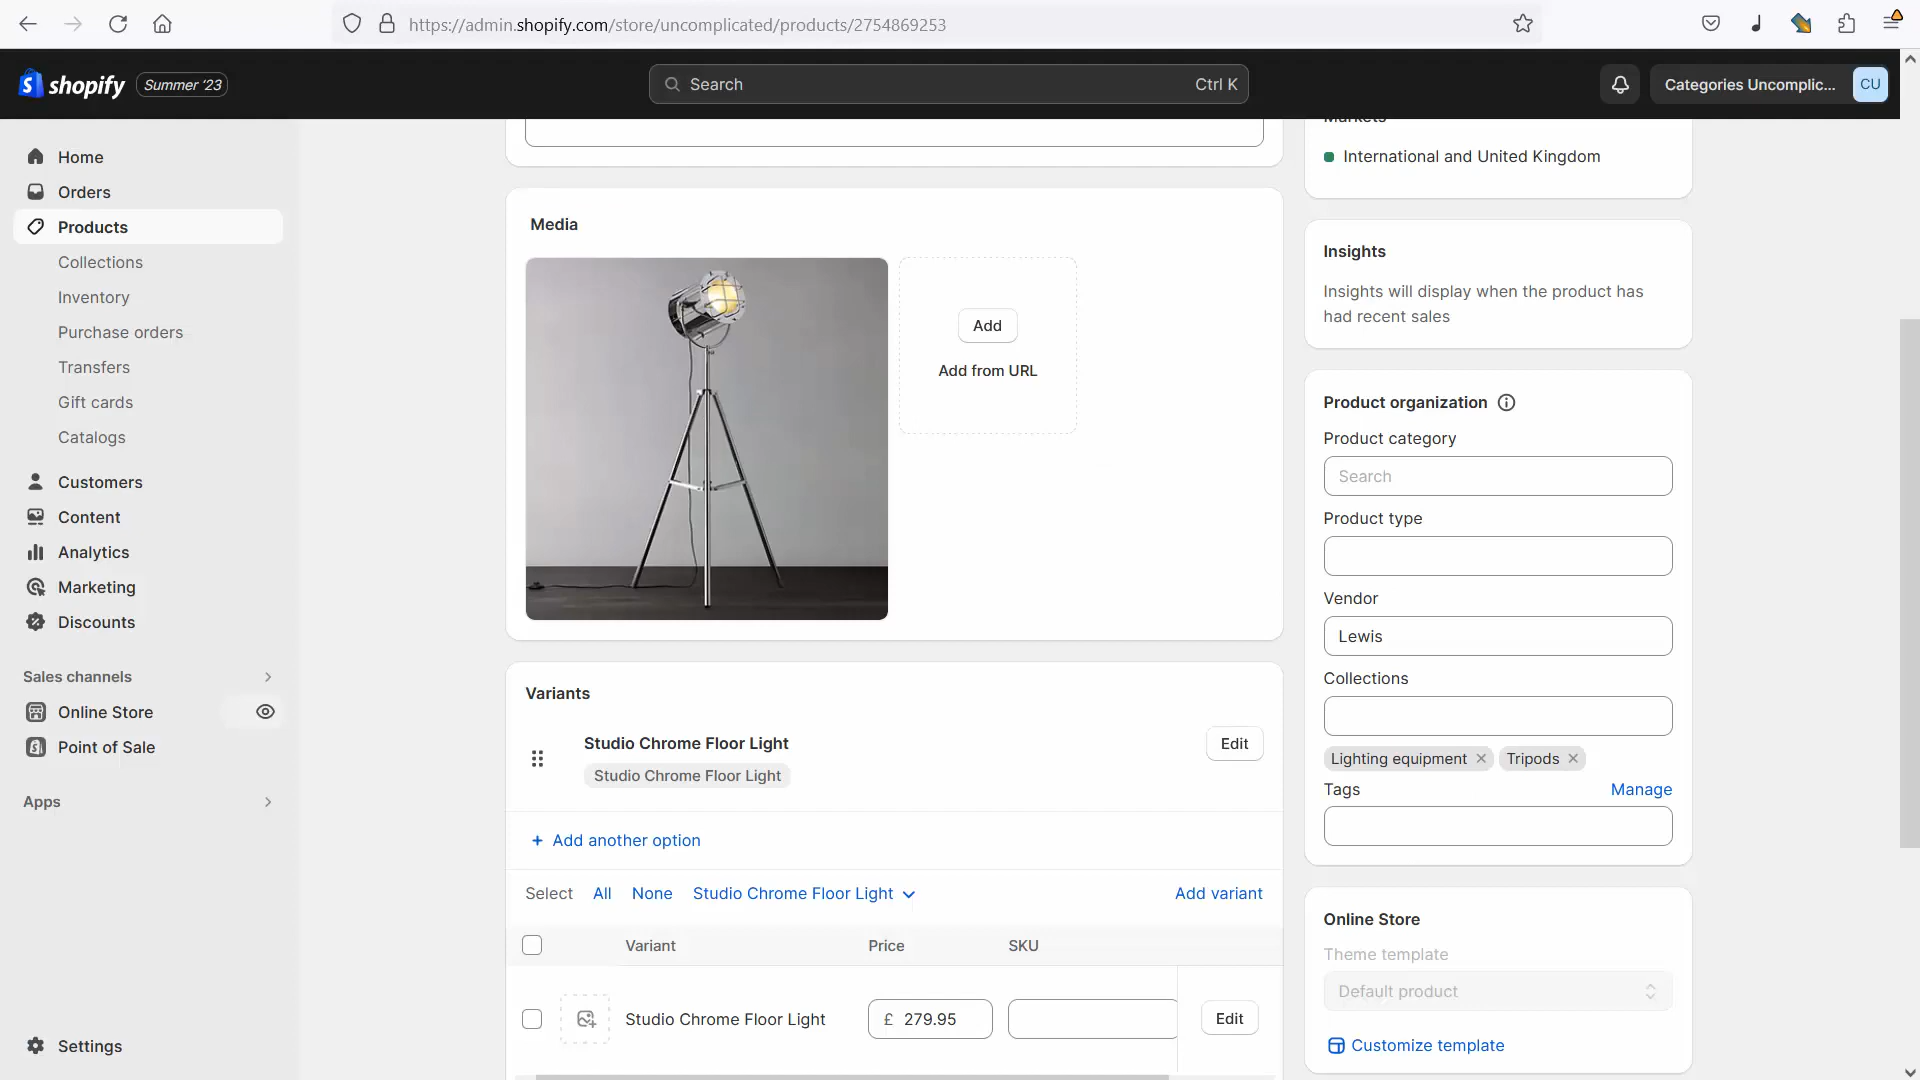 https://admin.shopify.com/store/uncomplicated/products/2754869253
shopify
Summer '23
Search
Ctrl K
Categories Uncomplic...
CU
Home
Orders
Products
Collections
Inventory
Purchase orders
Transfers
Gift cards
Catalogs
Customers
Content
Analytics
Marketing
Discounts
Sales channels
Online Store
Point of Sale
Apps
Settings
Media
Add
Add from URL
Variants
Studio Chrome Floor Light
Studio Chrome Floor Light
Edit
+ Add another option
Select All None Studio Chrome Floor Light
Add variant
Variant Price SKU
Studio Chrome Floor Light £ 279.95 Edit
Markets
International and United Kingdom
Insights
Insights will display when the product has
had recent sales
Product organization
Product category
Search
Product type
Vendor
Lewis
Collections
Lighting equipment
Tripods
Tags
Manage
Online Store
Theme template
Default product
Customize template